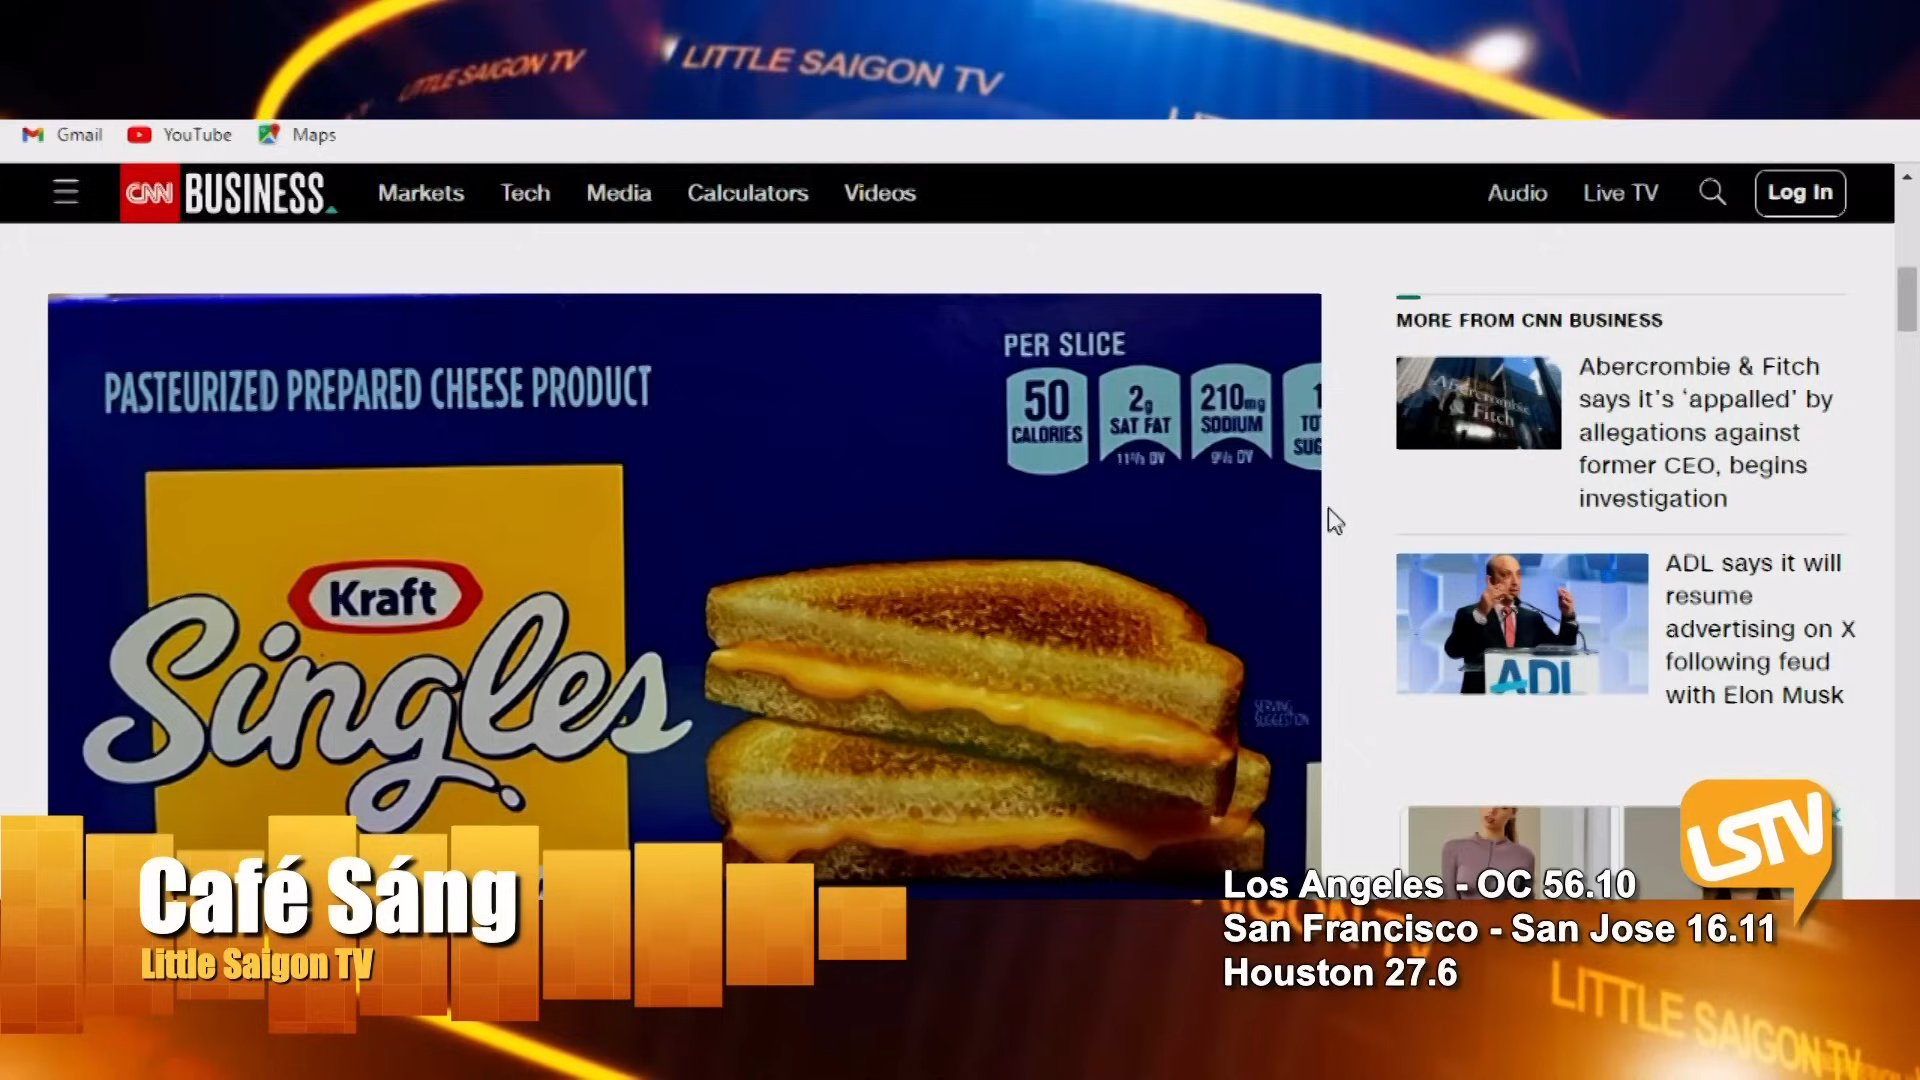 LITTLE SAIGON TV
LITTLE SAIGON TV
Gmail YouTube Maps
CNN BUSINESS Markets Tech Media Calculators Videos Audio Live TV Log In
PASTEURIZED PREPARED CHEESE PRODUCT
PER SLICE
50 CALORIES
2g SAT FAT
210mg SODIUM
Kraft
Singles
SERVING SUGGESTION
MORE FROM CNN BUSINESS
Abercrombie & Fitch
says it's 'appalled' by
allegations against
former CEO, begins
investigation
Abercrombie
& Fitch
ADL says it will
resume
advertising on X
following feud
with Elon Musk
ADL
LSTV
Café Sáng
Little Saigon TV
Los Angeles - OC 56.10
San Francisco - San Jose 16.11
Houston 27.6
LITTLE SAIGON TV